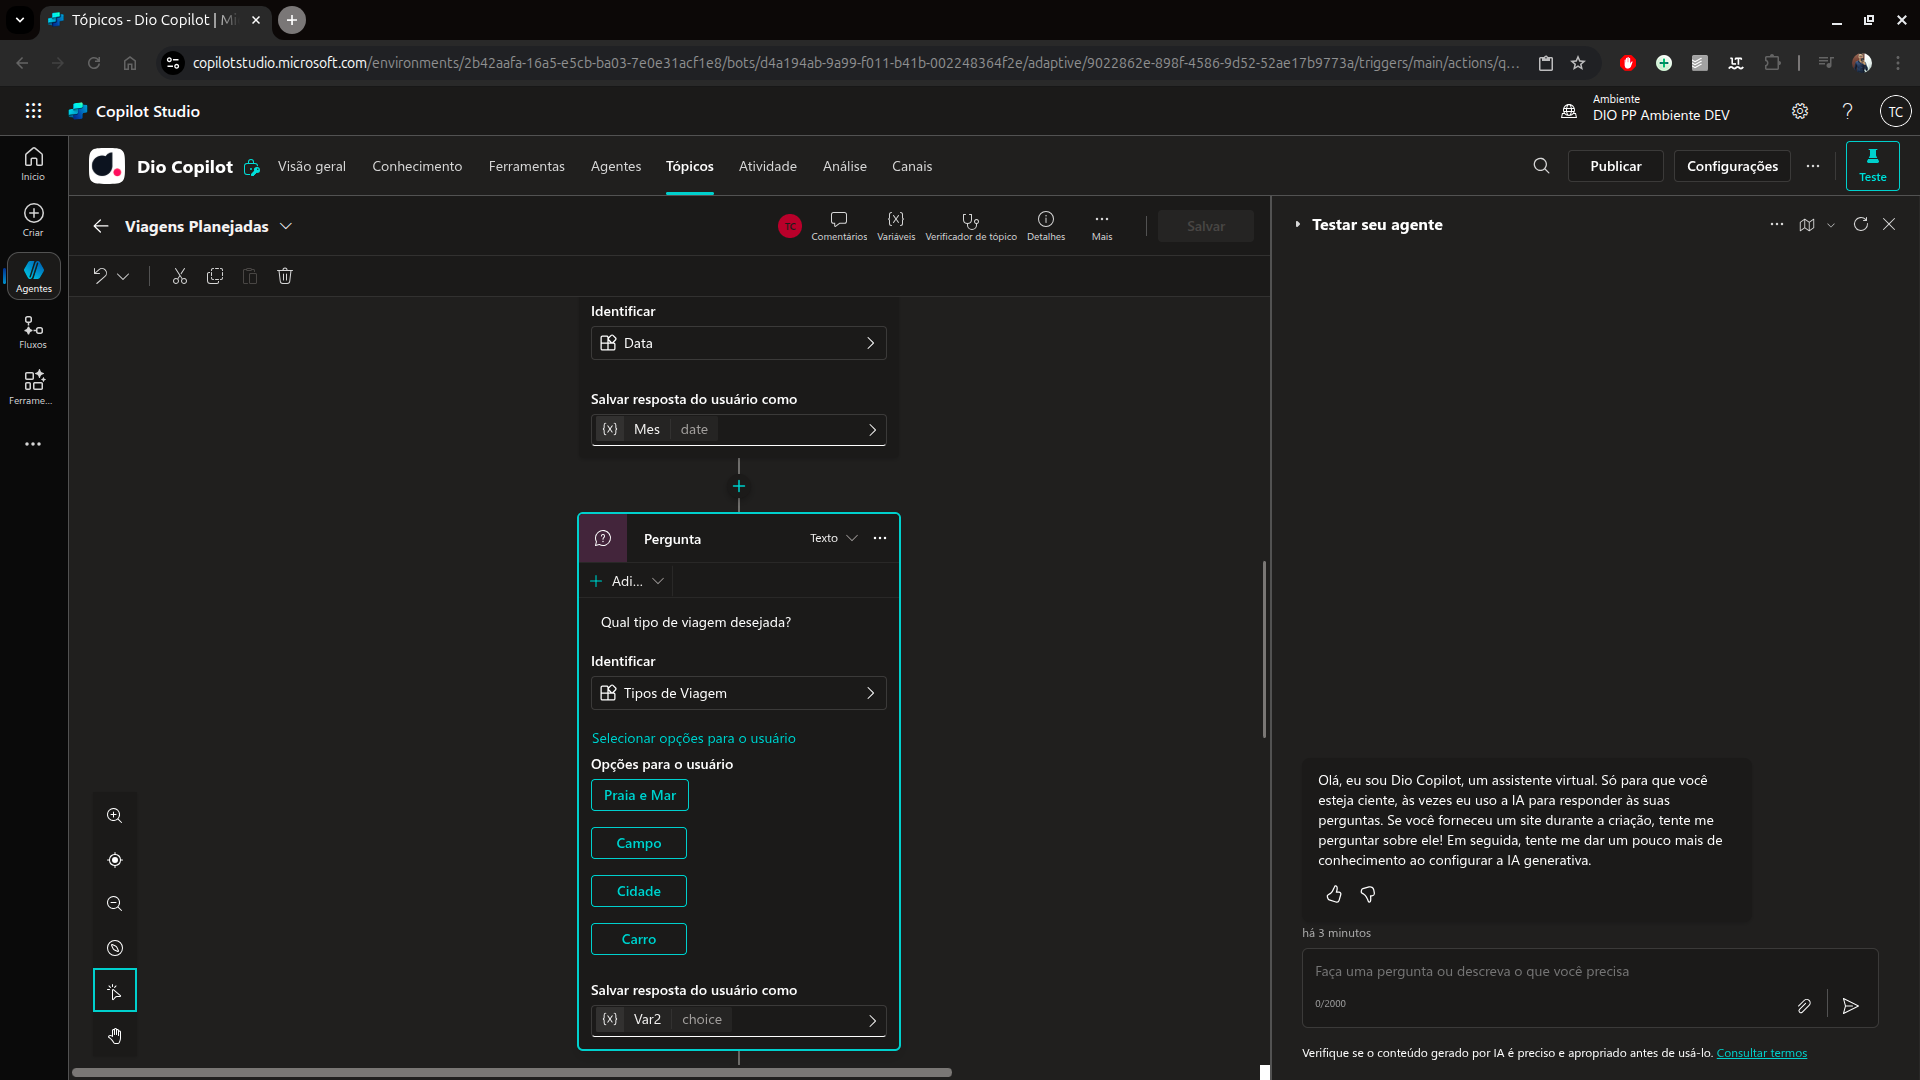 Tópicos - Dio Copilot | Mi
copilotstudio.microsoft.com/environments/2b42aafa-16a5-e5cb-ba03-7e0e31acf1e8/bots/d4a194ab-9a99-f011-b41b-002248364f2e/adaptive/9022862e-898f-4586-9d52-52ae17b9773a/triggers/main/actions/q...
Copilot Studio
Ambiente
DIO PP Ambiente DEV
TC
Início
Criar
Agentes
Fluxos
Ferrame...
Dio Copilot
Visão geral
Conhecimento
Ferramentas
Agentes
Tópicos
Atividade
Análise
Canais
Publicar
Configurações
Teste
Viagens Planejadas
TC
Comentários
Variáveis
Verificador de tópico
Detalhes
Mais
Salvar
Identificar
Data
Salvar resposta do usuário como
{x} Mes date
Pergunta
Texto
Adi...
Qual tipo de viagem desejada?
Identificar
Tipos de Viagem
Selecionar opções para o usuário
Opções para o usuário
Praia e Mar
Campo
Cidade
Carro
Salvar resposta do usuário como
{x} Var2 choice
Testar seu agente
Olá, eu sou Dio Copilot, um assistente virtual. Só para que você
esteja ciente, às vezes eu uso a IA para responder às suas
perguntas. Se você forneceu um site durante a criação, tente me
perguntar sobre ele! Em seguida, tente me dar um pouco mais de
conhecimento ao configurar a IA generativa.
há 3 minutos
Faça uma pergunta ou descreva o que você precisa
0/2000
Verifique se o conteúdo gerado por IA é preciso e apropriado antes de usá-lo. Consultar termos